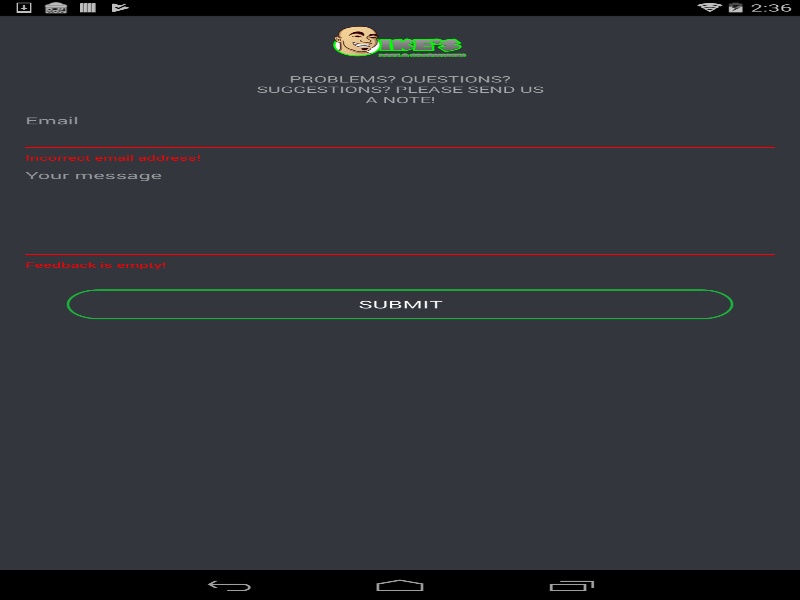 2:36
IKE'S
PROBLEMS? QUESTIONS?
SUGGESTIONS? PLEASE SEND US
A NOTE!
Email
Incorrect email address!
Your message
Feedback is empty!
SUBMIT